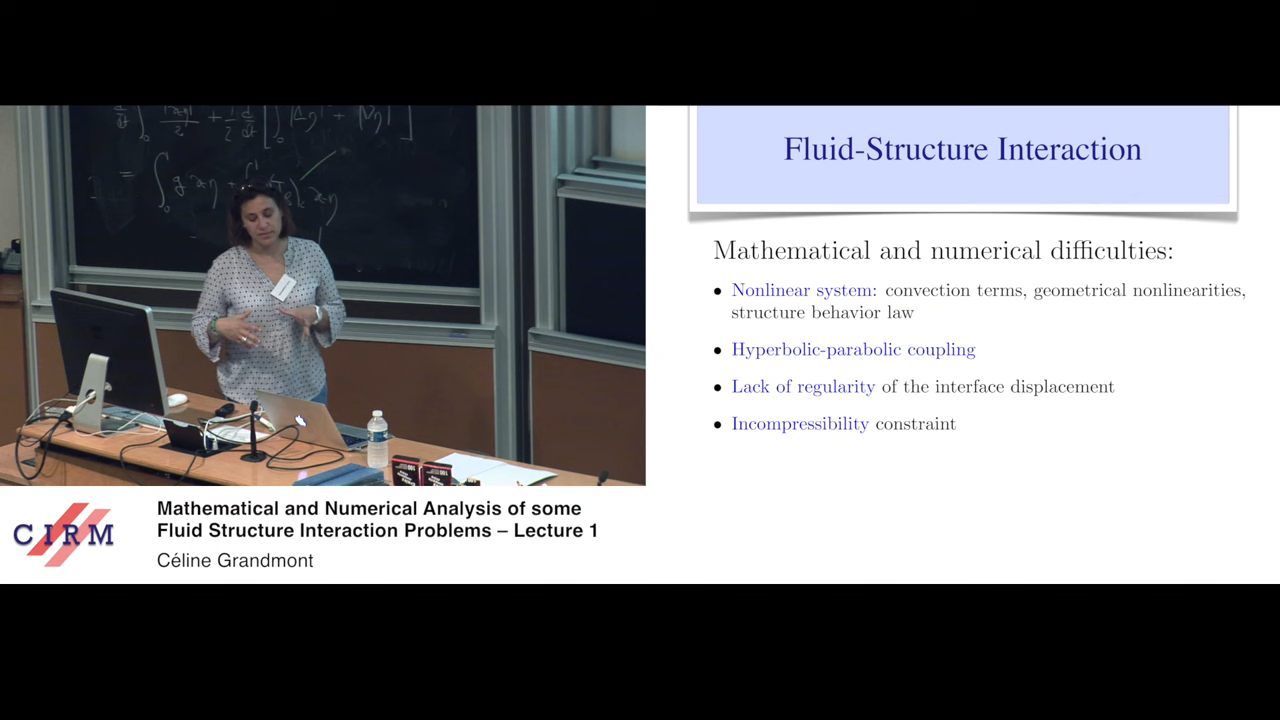 Fluid-Structure Interaction
Mathematical and numerical difficulties:
• Nonlinear system: convection terms, geometrical nonlinearities,
structure behavior law
• Hyperbolic-parabolic coupling
• Lack of regularity of the interface displacement
• Incompressibility constraint
CIRM
Mathematical and Numerical Analysis of some
Fluid Structure Interaction Problems – Lecture 1
Céline Grandmont